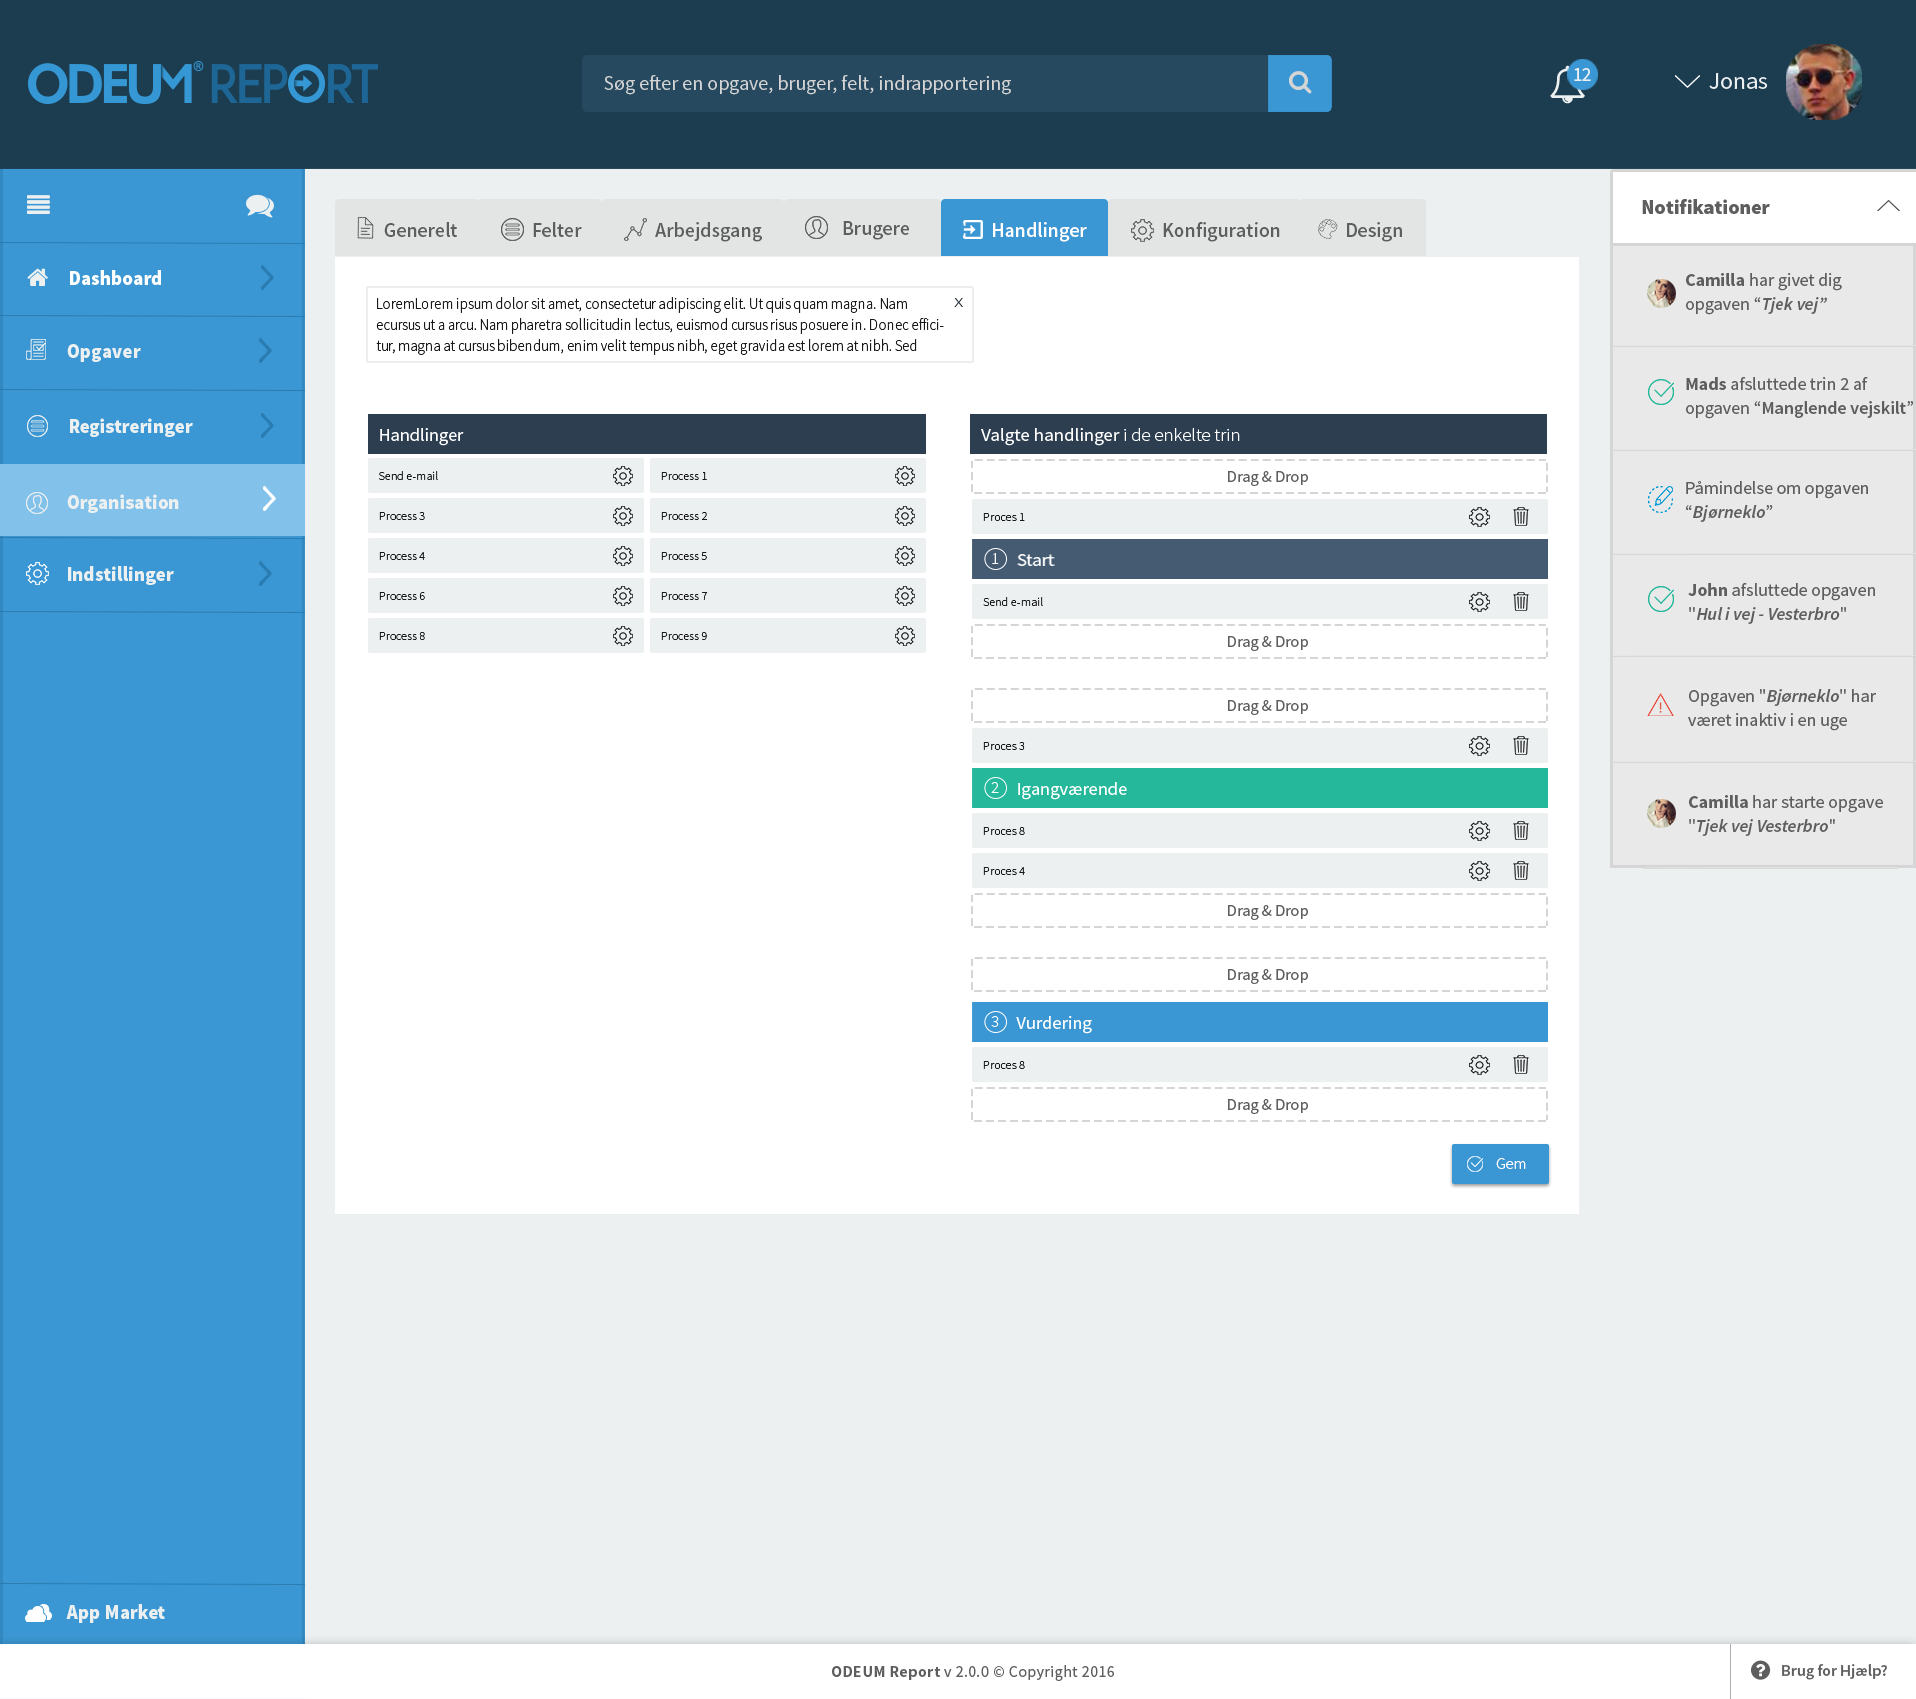 ODEUM® REPORT
Søg efter en opgave, bruger, felt, indrapportering
12
Jonas
Dashboard
Opgaver
Registreringer
Organisation
Indstillinger
App Market
Generelt
Felter
Arbejdsgang
Brugere
Handlinger
Konfiguration
Design
LoremLorem ipsum dolor sit amet, consectetur adipiscing elit. Ut quis quam magna. Nam
X
ecursus ut a arcu. Nam pharetra sollicitudin lectus, euismod cursus risus posuere in. Donec effici-
tur, magna at cursus bibendum, enim velit tempus nibh, eget gravida est lorem at nibh. Sed
Handlinger
Send e-mail
Process 1
Process 3
Process 2
Process 4
Process 5
Process 6
Process 7
Process 8
Process 9
Valgte handlinger i de enkelte trin
Drag & Drop
Proces 1
1 Start
Send e-mail
Drag & Drop
Drag & Drop
Proces 3
2 Igangværende
Proces 8
Proces 4
Drag & Drop
Drag & Drop
3 Vurdering
Proces 8
Drag & Drop
Gem
Notifikationer
Camilla har givet dig
opgaven “Tjek vej”
Mads afsluttede trin 2 af
opgaven “Manglende vejskilt”
Påmindelse om opgaven
“Bjørneklo”
John afsluttede opgaven
"Hul i vej - Vesterbro"
Opgaven "Bjørneklo" har
været inaktiv i en uge
Camilla har starte opgave
"Tjek vej Vesterbro"
ODEUM Report v 2.0.0 © Copyright 2016
Brug for Hjælp?